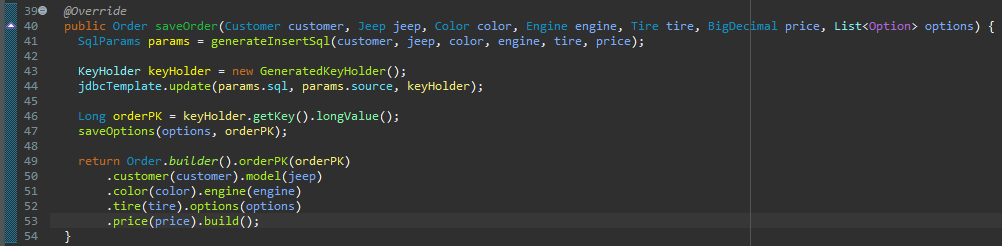 39 @Override
40 public Order saveOrder(Customer customer, Jeep jeep, Color color, Engine engine, Tire tire, BigDecimal price, List<Option> options) {
41 SqlParams params = generateInsertSql(customer, jeep, color, engine, tire, price);
42
43 KeyHolder keyHolder = new GeneratedKeyHolder();
44 jdbcTemplate.update(params.sql, params.source, keyHolder);
45
46 Long orderPK = keyHolder.getKey().longValue();
47 saveOptions(options, orderPK);
48
49 return Order.builder().orderPK(orderPK)
50 .customer(customer).model(jeep)
51 .color(color).engine(engine)
52 .tire(tire).options(options)
53 .price(price).build();
54 }